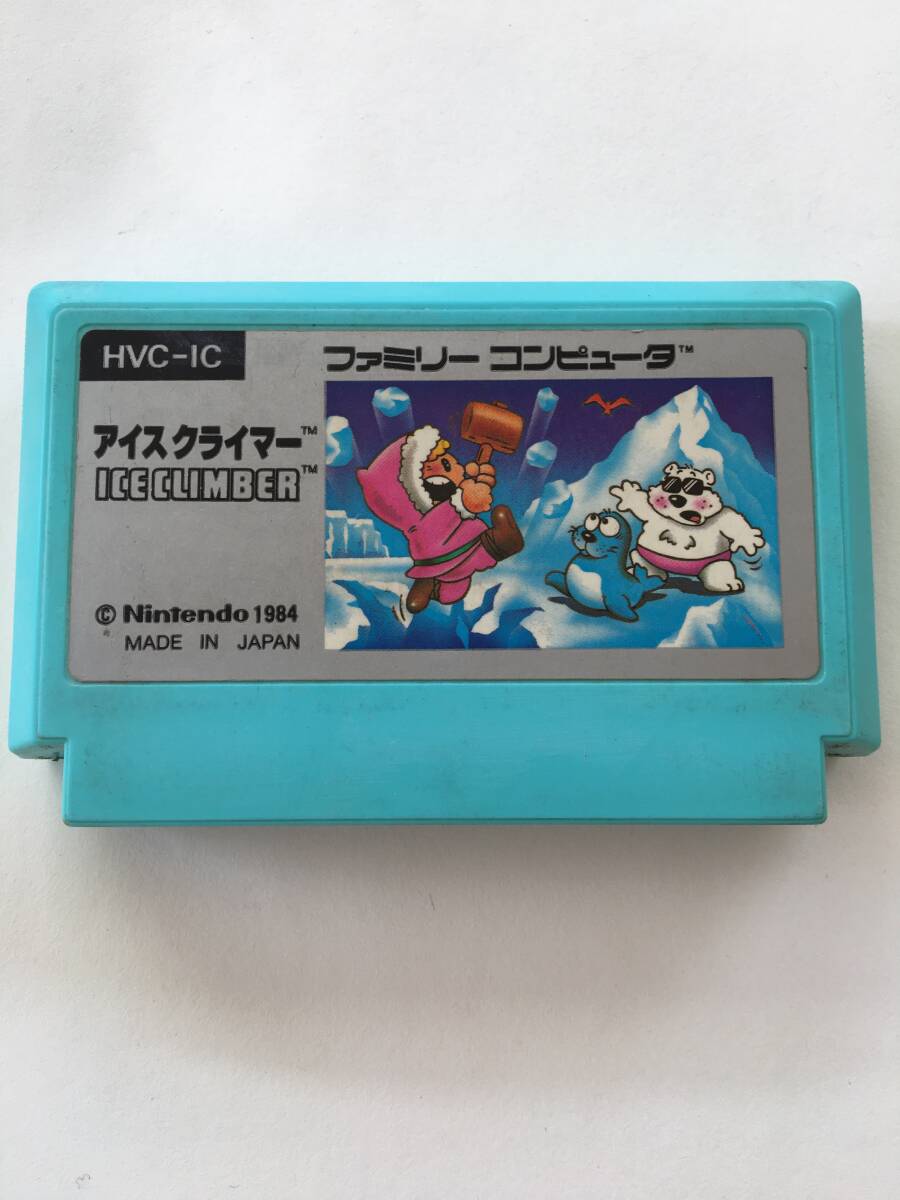 HVC-IC
ファミリー コンピュータ™
アイスクライマー™
ICE CLIMBER™
© Nintendo 1984
MADE IN JAPAN